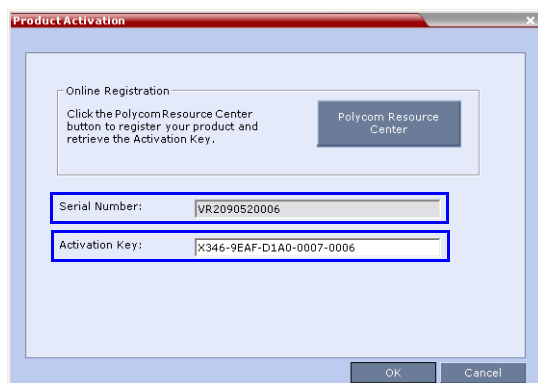 Product Activation
Online Registration
Click the Polycom Resource Center
button to register your product and
retrieve the Activation Key.
Polycom Resource
Center
Serial Number: VR2090520006
Activation Key: X346-9EAF-D1A0-0007-0006
OK Cancel